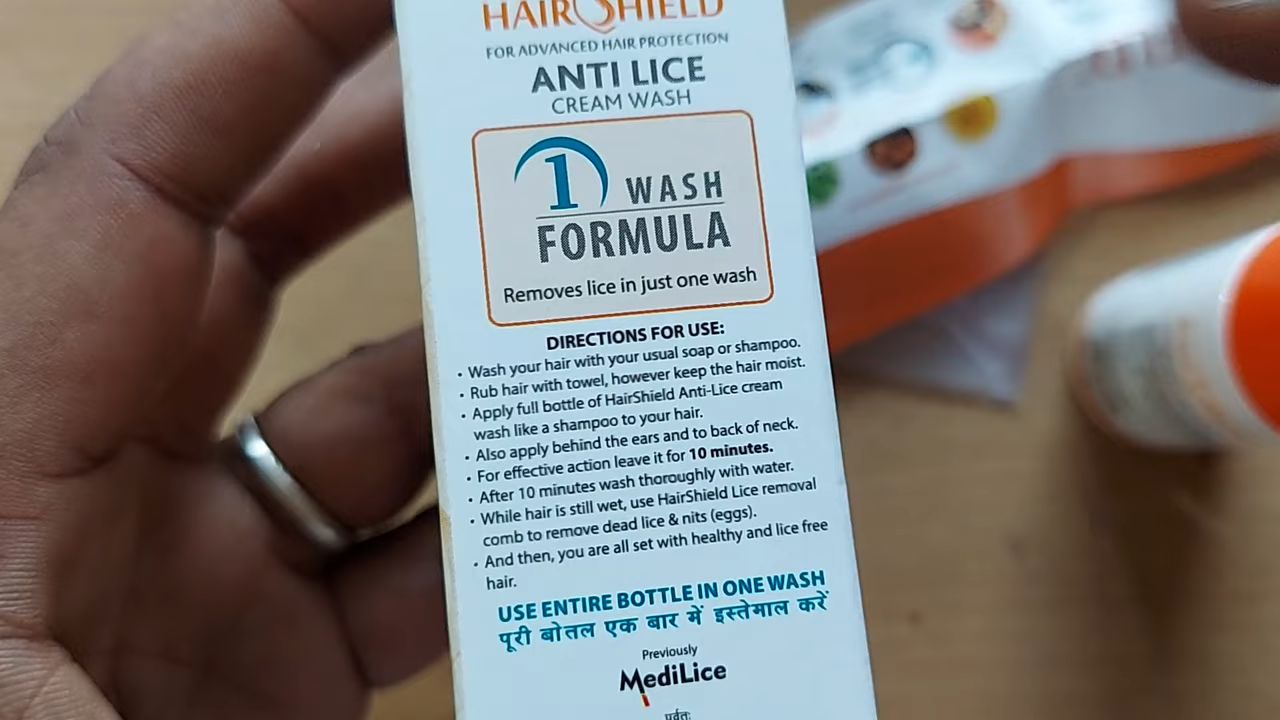 HAIRSHIELD
FOR ADVANCED HAIR PROTECTION
ANTI LICE
CREAM WASH
1 WASH
FORMULA
Removes lice in just one wash
DIRECTIONS FOR USE:
• Wash your hair with your usual soap or shampoo.
• Rub hair with towel, however keep the hair moist.
• Apply full bottle of HairShield Anti-Lice cream
wash like a shampoo to your hair.
• Also apply behind the ears and to back of neck.
• For effective action leave it for 10 minutes.
• After 10 minutes wash thoroughly with water.
• While hair is still wet, use HairShield Lice removal
comb to remove dead lice & nits (eggs).
• And then, you are all set with healthy and lice free
hair.
USE ENTIRE BOTTLE IN ONE WASH
पूरी बोतल एक बार में इस्तेमाल करें
Previously
MediLice
पूर्वतः